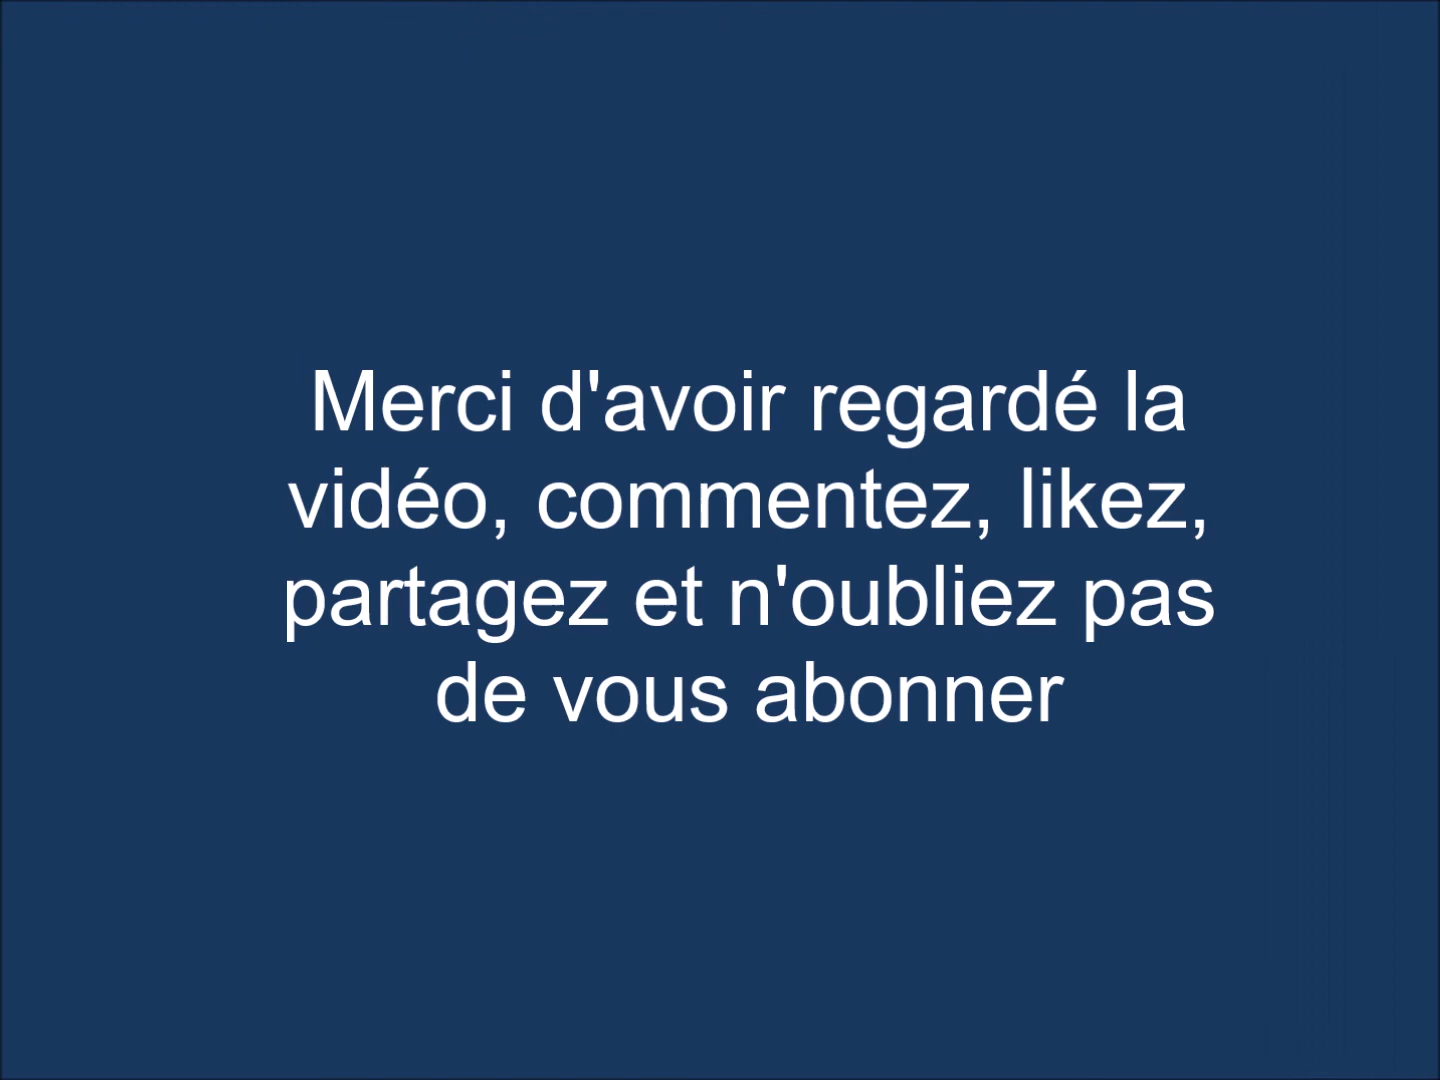 Merci d'avoir regardé la
vidéo, commentez, likez,
partagez et n'oubliez pas
de vous abonner